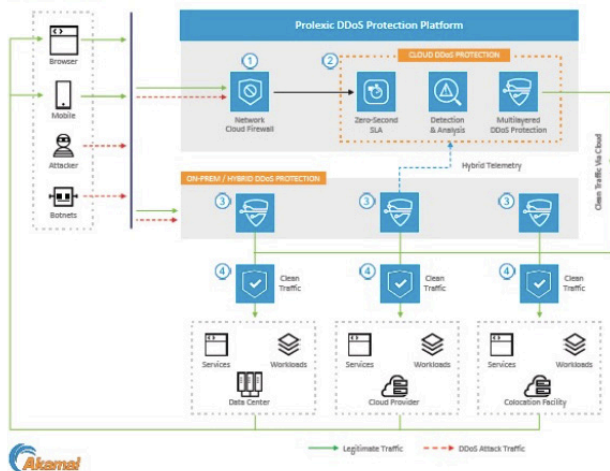 Prolexic DDoS Protection Platform
CLOUD DDoS PROTECTION
Browser
Mobile
Attacker
Botnets
1
Network
Cloud Firewall
2
Zero-Second
SLA
Detection
& Analysis
Multilayered
DDoS Protection
Hybrid Telemetry
Clean Traffic Via Cloud
ON-PREM / HYBRID DDoS PROTECTION
3
3
3
4
Clean
Traffic
4
Clean
Traffic
4
Clean
Traffic
Services
Workloads
Data Center
Services
Workloads
Cloud Provider
Services
Workloads
Colocation Facility
Akamai
Legitimate Traffic
DDoS Attack Traffic